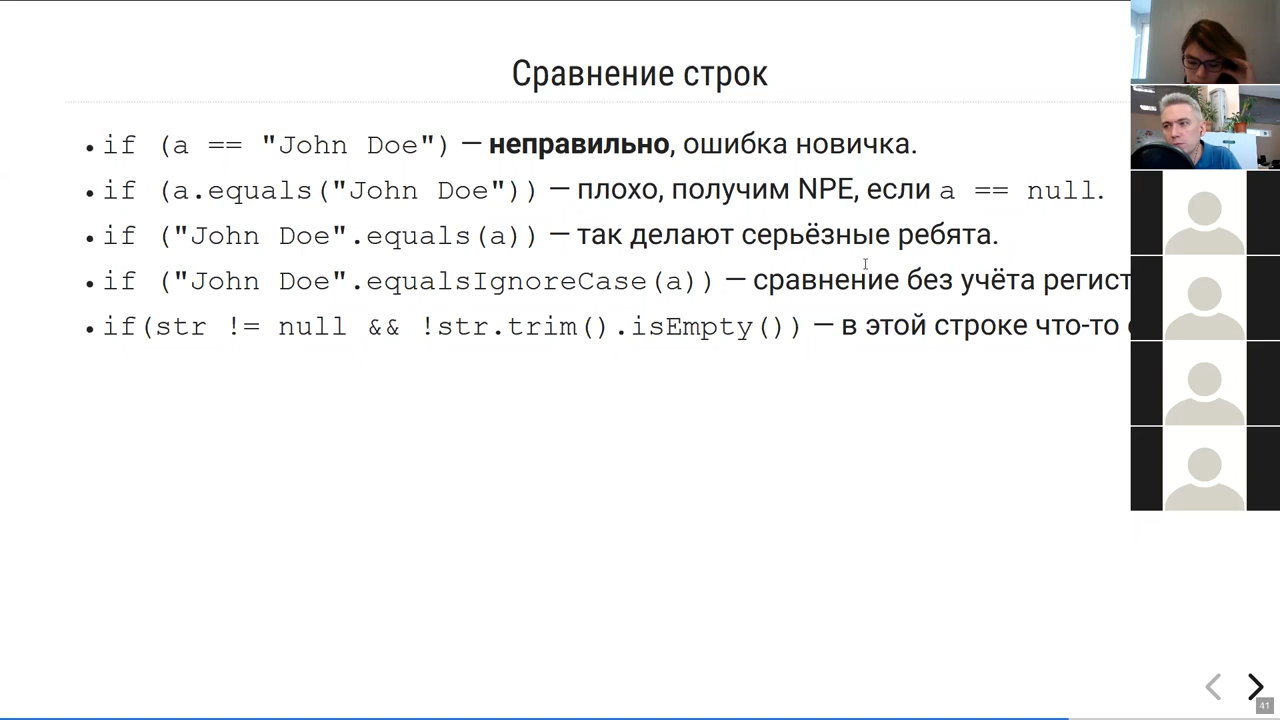 Сравнение строк
if (a == "John Doe") — неправильно, ошибка новичка.
if (a.equals("John Doe")) — плохо, получим NPE, если a == null.
if ("John Doe".equals(a)) — так делают серьёзные ребята.
if ("John Doe".equalsIgnoreCase(a)) — сравнение без учёта регист
if(str != null && !str.trim().isEmpty()) — в этой строке что-то
41